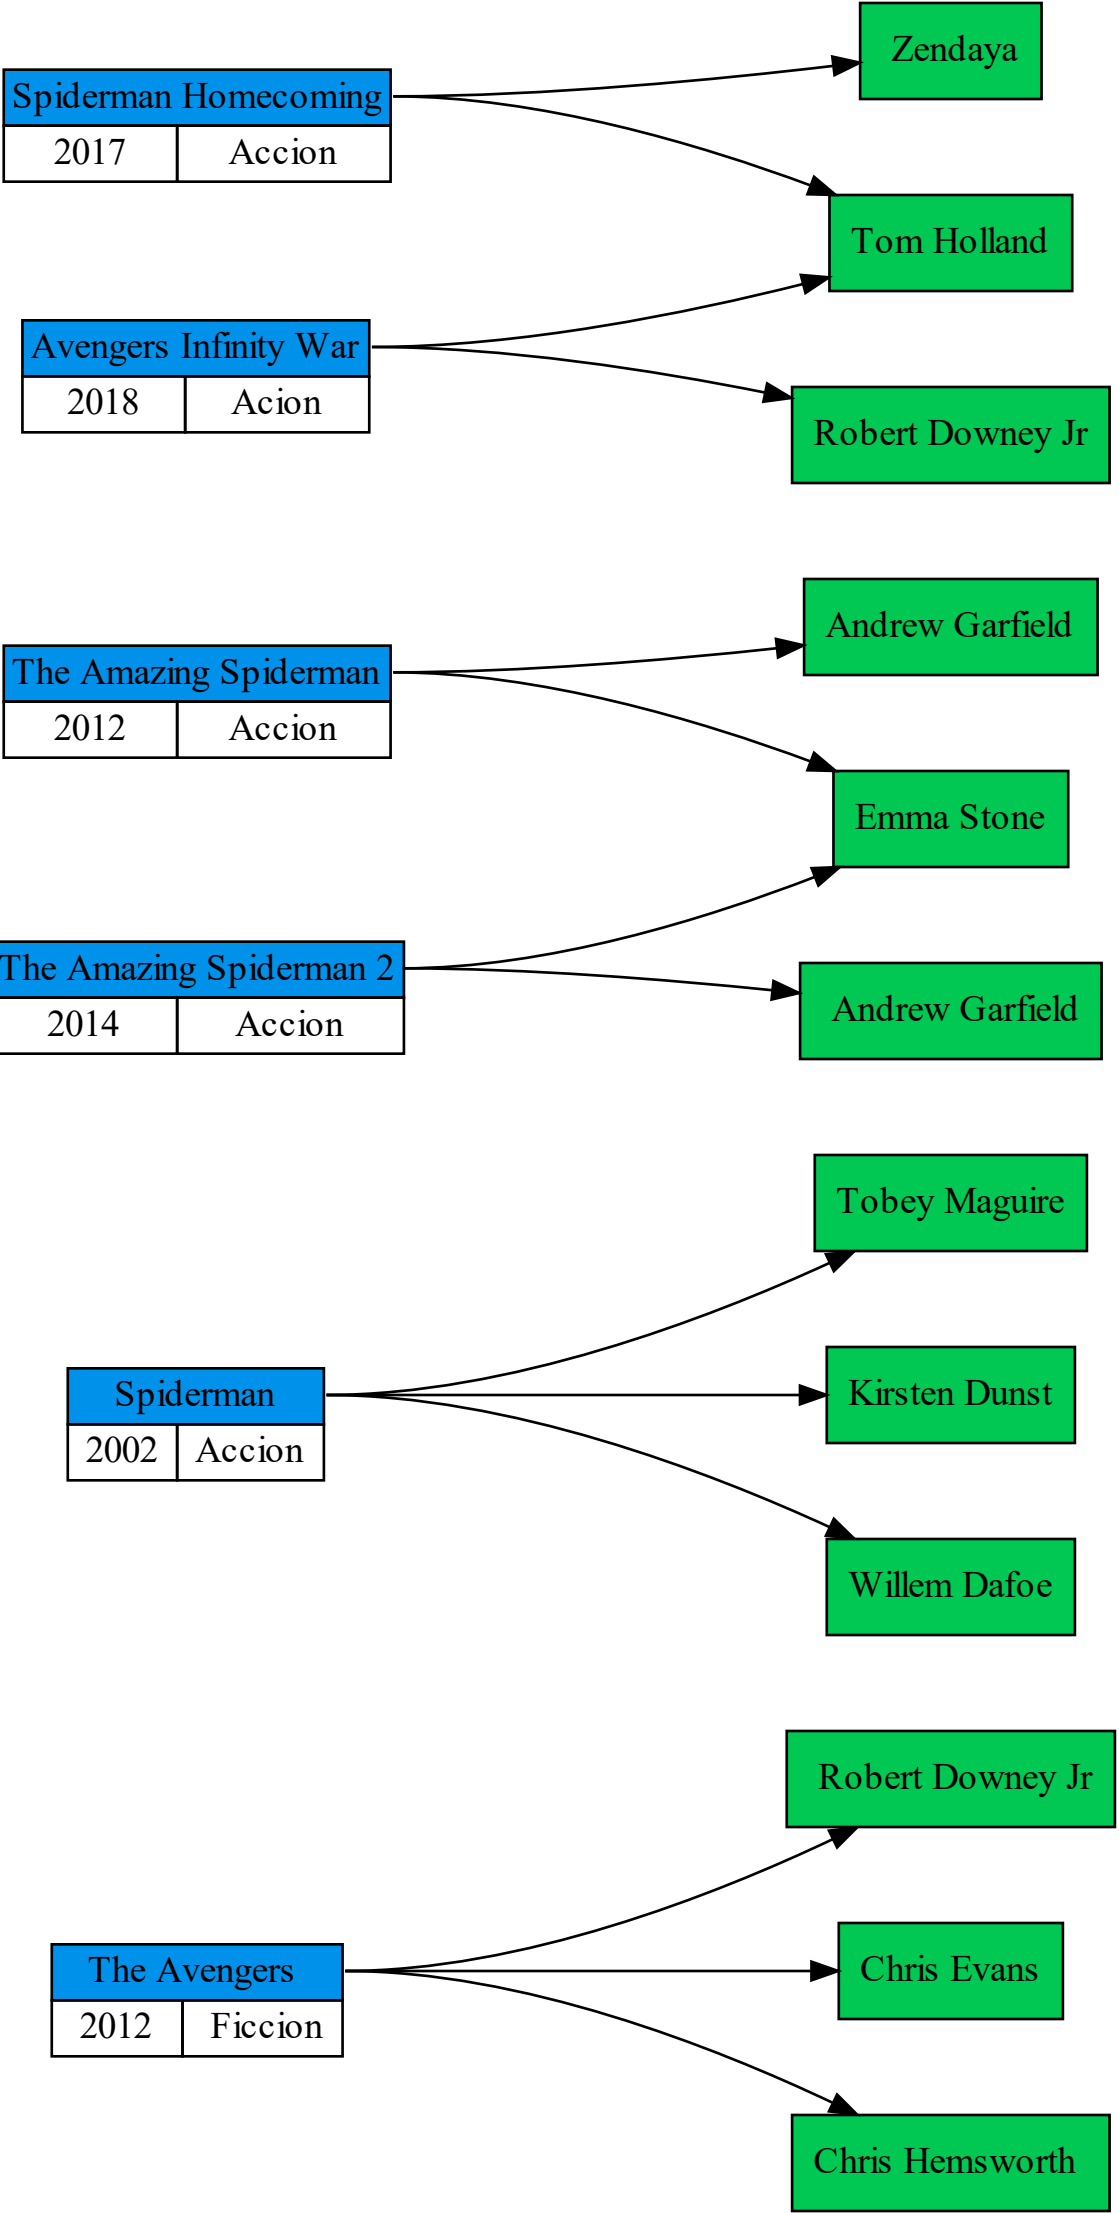 Zendaya
Spiderman Homecoming
2017 Accion
Tom Holland
Avengers Infinity War
2018 Acion
Robert Downey Jr
Andrew Garfield
The Amazing Spiderman
2012 Accion
Emma Stone
The Amazing Spiderman 2
2014 Accion
Andrew Garfield
Tobey Maguire
Spiderman
2002 Accion
Kirsten Dunst
Willem Dafoe
Robert Downey Jr
The Avengers
2012 Ficcion
Chris Evans
Chris Hemsworth